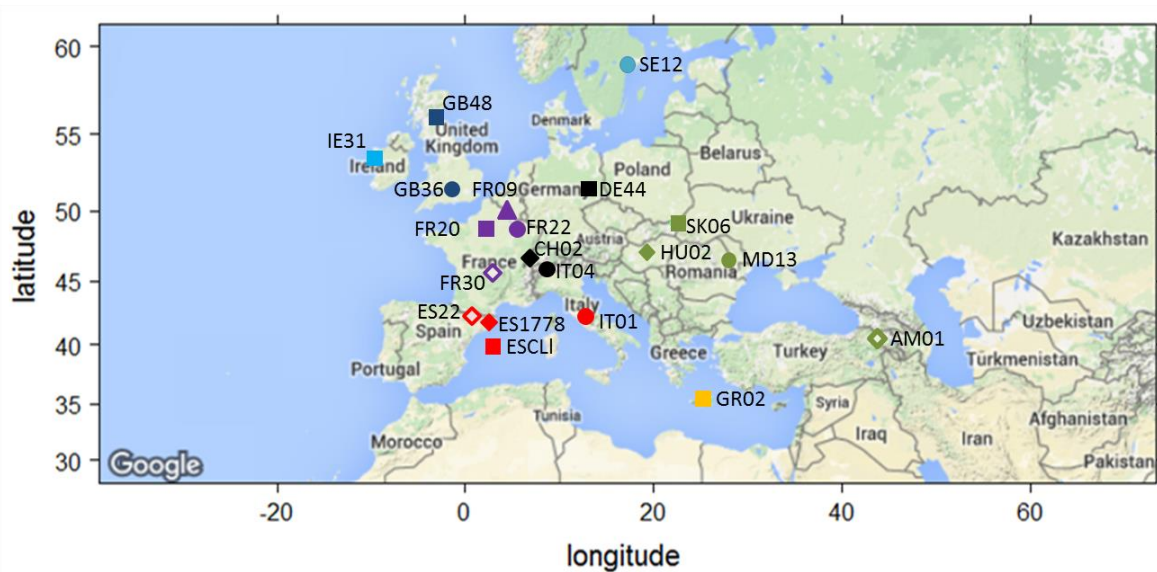 60
SE12
GB48
Denmark
55
United
Kingdom
IE31
Ireland
Belarus
Poland
GB36
FR09
German
DE44
50
FR20
FR22
SK06
Ukraine
Kazakhstan
CH02
Austria
HU02
France
IT04
Romania
MD13
45
FR30
ES22
Italy
Spain
ES1778
IT01
Uzbekistan
ESCLl
AM01
40
Portugal
Greece
Turkey
Türkmenistan
GR02
35
Syria
Tunisia
Afghanistan
Morocco
Iraq
Iran
30
Google
Pakistan
-20
0
20
40
60
latitude
longitude